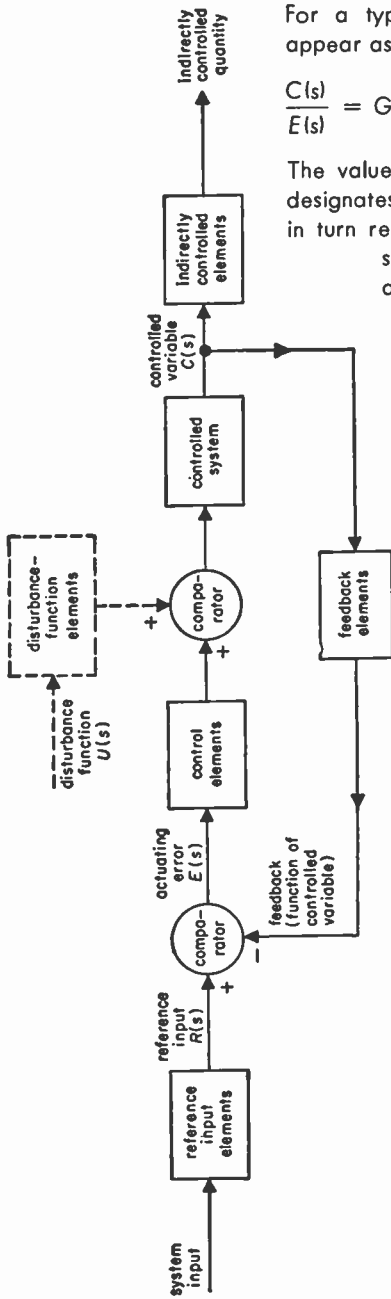 For a typ
appear as
C(s)
E(s)
= G
The value
designates
in turn re
s
a
system
input
reference
input
elements
reference
input
R(s)
+
compa-
rator
-
actuating
error
E(s)
control
elements
disturbance
function
U(s)
disturbance-
function
elements
+
+
compa-
rator
controlled
system
controlled
variable
C(s)
Indirectly
controlled
elements
Indirectly
controlled
quantity
feedback
elements
feedback
(function of
controlled
variable)